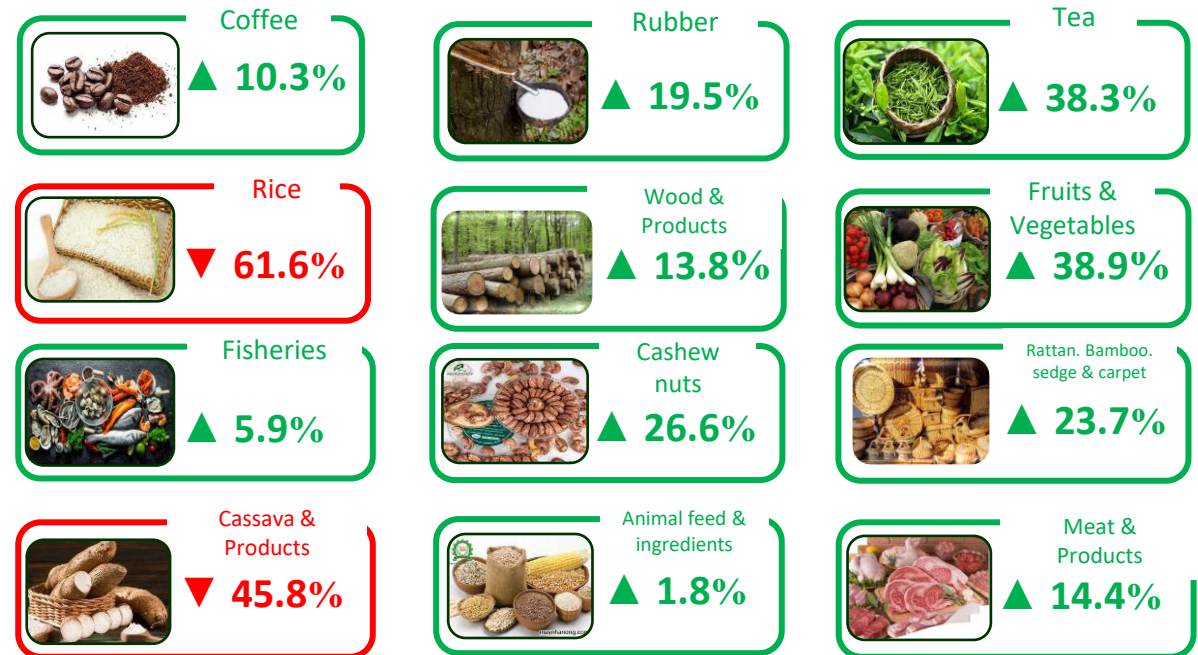 Coffee
▲ 10.3%
Rubber
▲ 19.5%
Tea
▲ 38.3%
Rice
▼ 61.6%
Wood &
Products
▲ 13.8%
Fruits &
Vegetables
▲ 38.9%
Fisheries
▲ 5.9%
Cashew
nuts
▲ 26.6%
Rattan. Bamboo.
sedge & carpet
▲ 23.7%
Cassava &
Products
▼ 45.8%
Animal feed &
ingredients
▲ 1.8%
Meat &
Products
▲ 14.4%